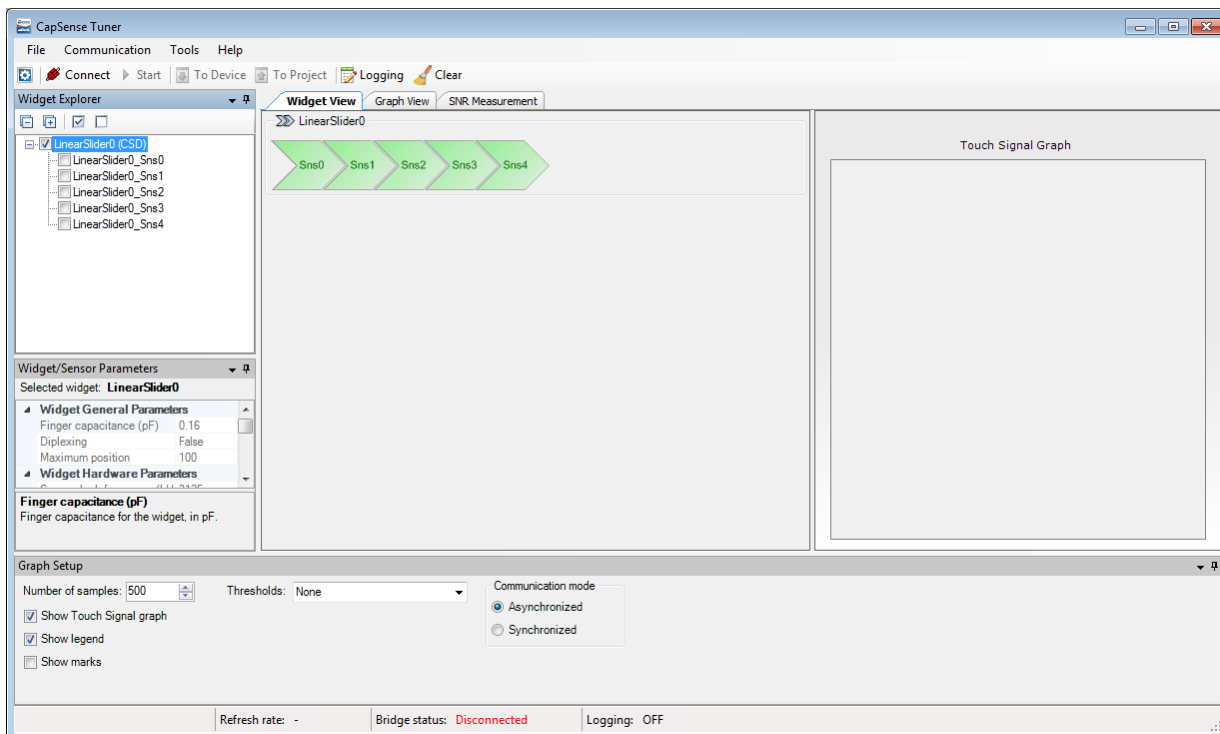 CapSense Tuner
File Communication Tools Help
Connect Start To Device To Project Logging Clear
Widget Explorer
LinearSlider0 (CSD)
LinearSlider0_Sns0
LinearSlider0_Sns1
LinearSlider0_Sns2
LinearSlider0_Sns3
LinearSlider0_Sns4
Widget/Sensor Parameters
Selected widget: LinearSlider0
Widget General Parameters
Finger capacitance (pF) 0.16
Diplexing False
Maximum position 100
Widget Hardware Parameters
Finger capacitance (pF)
Finger capacitance for the widget, in pF.
Widget View Graph View SNR Measurement
LinearSlider0
Sns0 Sns1 Sns2 Sns3 Sns4
Touch Signal Graph
Graph Setup
Number of samples: 500
Show Touch Signal graph
Show legend
Show marks
Thresholds: None
Communication mode
Asynchronized
Synchronized
Refresh rate: - Bridge status: Disconnected Logging: OFF